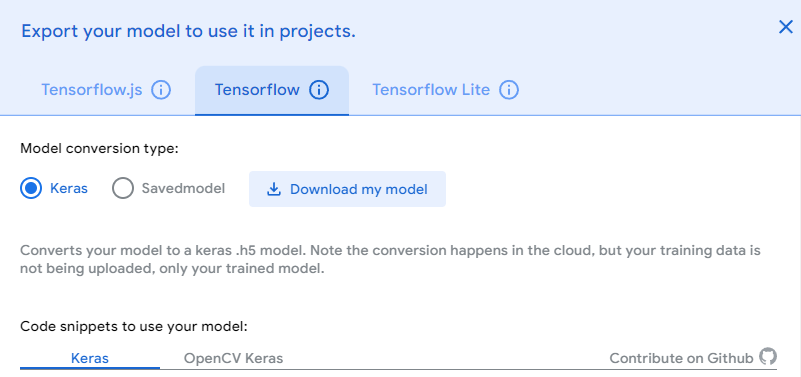 Export your model to use it in projects.
Tensorflow.js Tensorflow Tensorflow Lite
Model conversion type:
Keras Savedmodel Download my model
Converts your model to a keras .h5 model. Note the conversion happens in the cloud, but your training data is
not being uploaded, only your trained model.
Code snippets to use your model:
Keras OpenCV Keras Contribute on Github